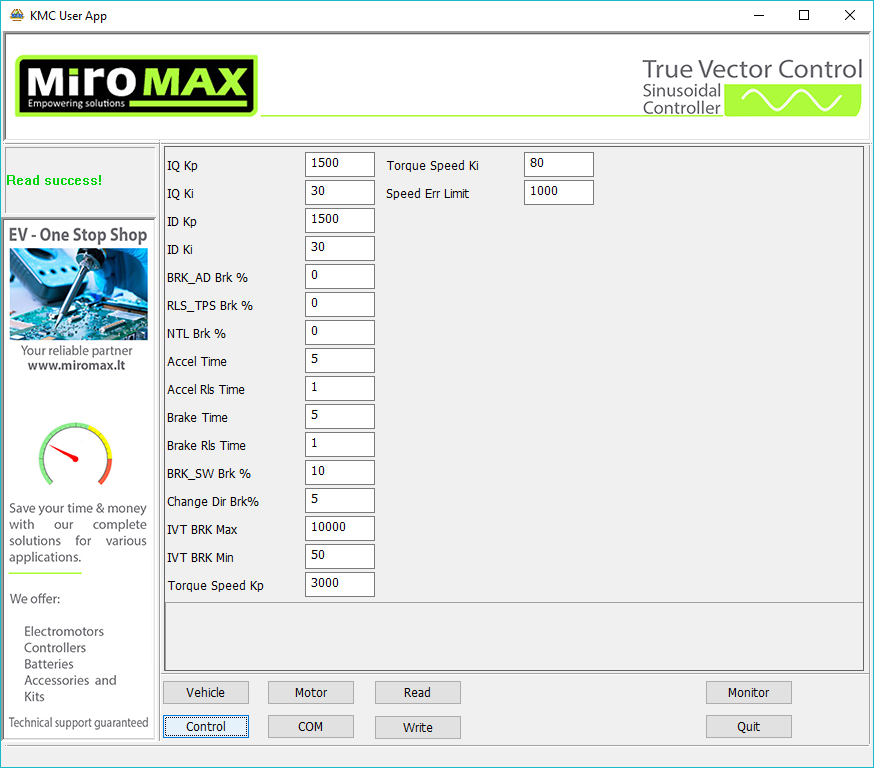 KMC User App
MiroMAX
Empowering solutions
True Vector Control
Sinusoidal
Controller
Read success!
EV - One Stop Shop
Your reliable partner
www.miromax.lt
Save your time & money
with our complete
solutions for various
applications.
We offer:
Electromotors
Controllers
Batteries
Accessories and
Kits
Technical support guaranteed
IQ Kp 1500 Torque Speed Ki 80
IQ Ki 30 Speed Err Limit 1000
ID Kp 1500
ID Ki 30
BRK_AD Brk % 0
RLS_TPS Brk % 0
NTL Brk % 0
Accel Time 5
Accel Rls Time 1
Brake Time 5
Brake Rls Time 1
BRK_SW Brk % 10
Change Dir Brk% 5
IVT BRK Max 10000
IVT BRK Min 50
Torque Speed Kp 3000
Vehicle Motor Read Monitor
Control COM Write Quit